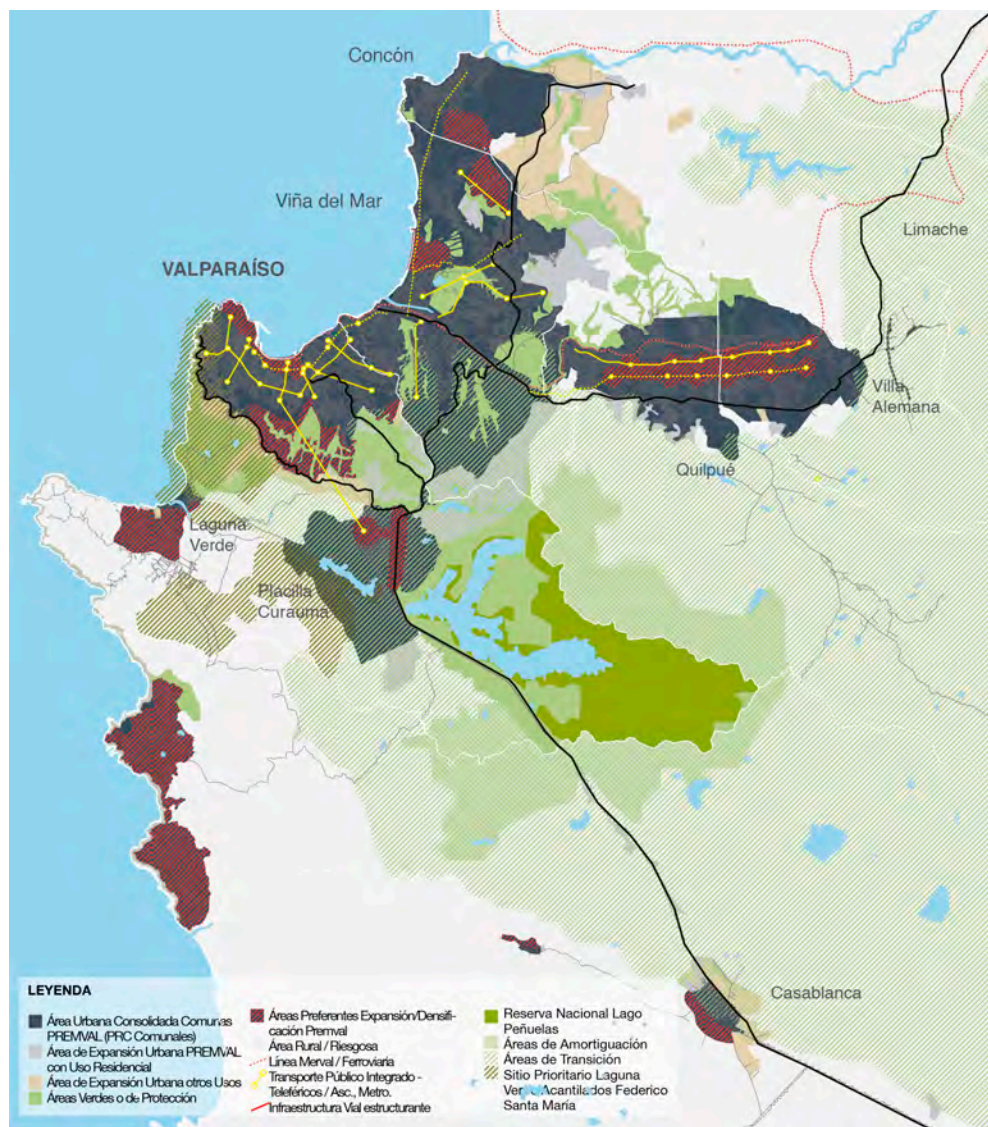 Concón
Viña del Mar
VALPARAÍSO
Limache
Villa
Alemana
Quilpué
Laguna
Verde
Placilla
Curauma
Casablanca
LEYENDA
Área Urbana Consolidada Comunas
PREMVAL (PRC Comunales)
Área de Expansión Urbana PREMVAL
con Uso Residencial
Área de Expansión Urbana otros Usos
Áreas Verdes o de Protección
Áreas Preferentes Expansión/Densifi-
cación Premval
Área Rural / Riesgosa
Línea Merval / Ferroviaria
Transporte Público Integrado -
Teleféricos / Asc., Metro.
Infraestructura Vial estructurante
Reserva Nacional Lago
Peñuelas
Áreas de Amortiguación
Áreas de Transición
Sitio Prioritario Laguna
Verde Acantilados Federico
Santa María